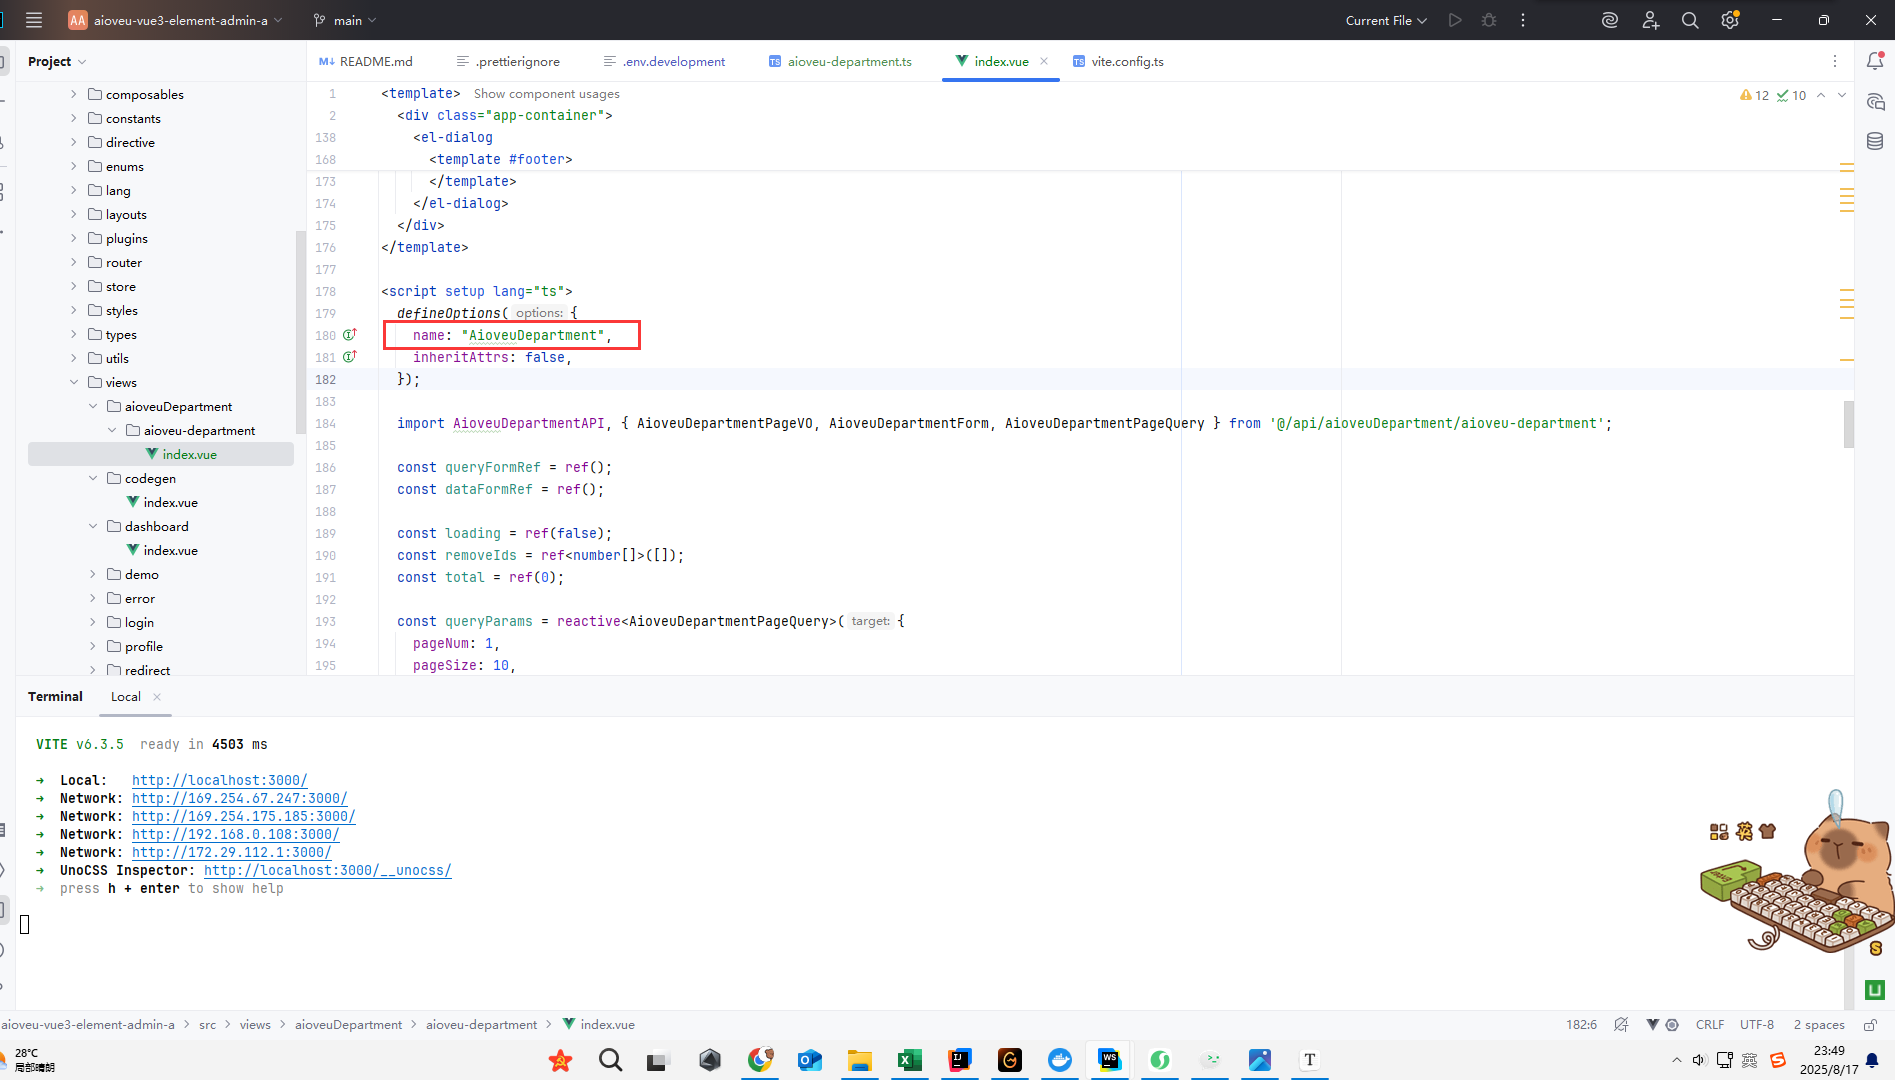 AA aioveu-vue3-element-admin-a main Current File
Project
README.md .prettierignore .env.development TS aioveu-department.ts index.vue TS vite.config.ts
composables
constants
directive
enums
lang
layouts
plugins
router
store
styles
types
utils
views
aioveuDepartment
aioveu-department
index.vue
codegen
index.vue
dashboard
index.vue
demo
error
login
profile
redirect
12 10
1 <template> Show component usages
2 <div class="app-container">
138 <el-dialog
168 <template #footer>
173 </template>
174 </el-dialog>
175 </div>
176 </template>
177
178 <script setup lang="ts">
179 defineOptions( options: {
180 name: "AioveuDepartment",
181 inheritAttrs: false,
182 });
183
184 import AioveuDepartmentAPI, { AioveuDepartmentPageVO, AioveuDepartmentForm, AioveuDepartmentPageQuery } from '@/api/aioveuDepartment/aioveu-department';
185
186 const queryFormRef = ref();
187 const dataFormRef = ref();
188
189 const loading = ref(false);
190 const removeIds = ref<number[]>([]);
191 const total = ref(0);
192
193 const queryParams = reactive<AioveuDepartmentPageQuery>( target: {
194 pageNum: 1,
195 pageSize: 10,
Terminal Local
VITE v6.3.5 ready in 4503 ms
➜ Local: http://localhost:3000/
➜ Network: http://169.254.67.247:3000/
➜ Network: http://169.254.175.185:3000/
➜ Network: http://192.168.0.108:3000/
➜ Network: http://172.29.112.1:3000/
➜ UnoCSS Inspector: http://localhost:3000/__unocss/
➜ press h + enter to show help
英
aioveu-vue3-element-admin-a > src > views > aioveuDepartment > aioveu-department > index.vue
182:6 CRLF UTF-8 2 spaces
28°C
局部晴朗
英
23:49
2025/8/17